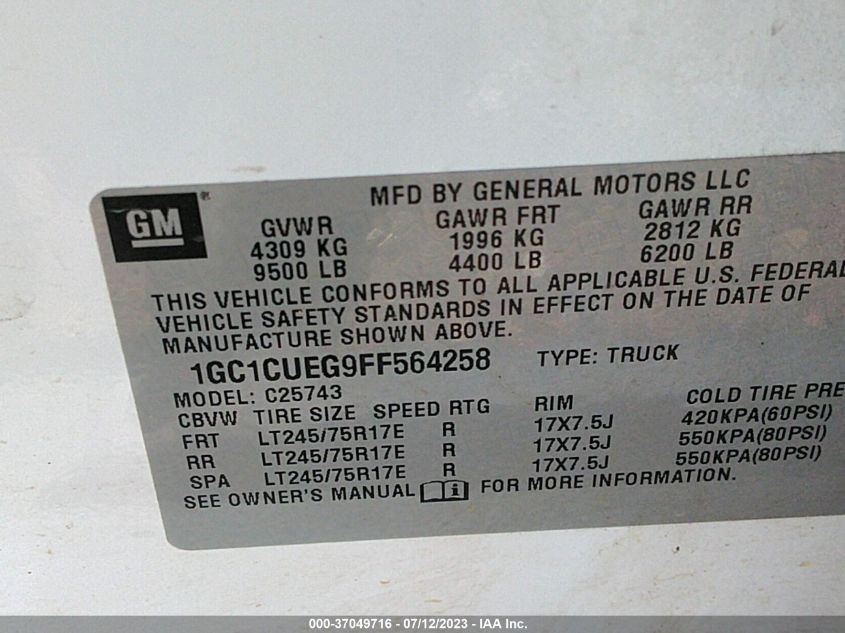 GM ®
MFD BY GENERAL MOTORS LLC
GVWR GAWR FRT GAWR RR
4309 KG 1996 KG 2812 KG
9500 LB 4400 LB 6200 LB
THIS VEHICLE CONFORMS TO ALL APPLICABLE U.S. FEDERAL
VEHICLE SAFETY STANDARDS IN EFFECT ON THE DATE OF
MANUFACTURE SHOWN ABOVE.
1GC1CUEG9FF564258 TYPE: TRUCK
MODEL: C25743
CBVW TIRE SIZE SPEED RTG RIM COLD TIRE PRE
FRT LT245/75R17E R 17X7.5J 420KPA(60PSI)
RR LT245/75R17E R 17X7.5J 550KPA(80PSI)
SPA LT245/75R17E R 17X7.5J 550KPA(80PSI)
SEE OWNER'S MANUAL i FOR MORE INFORMATION.
000-37049716 - 07/12/2023 - IAA Inc.